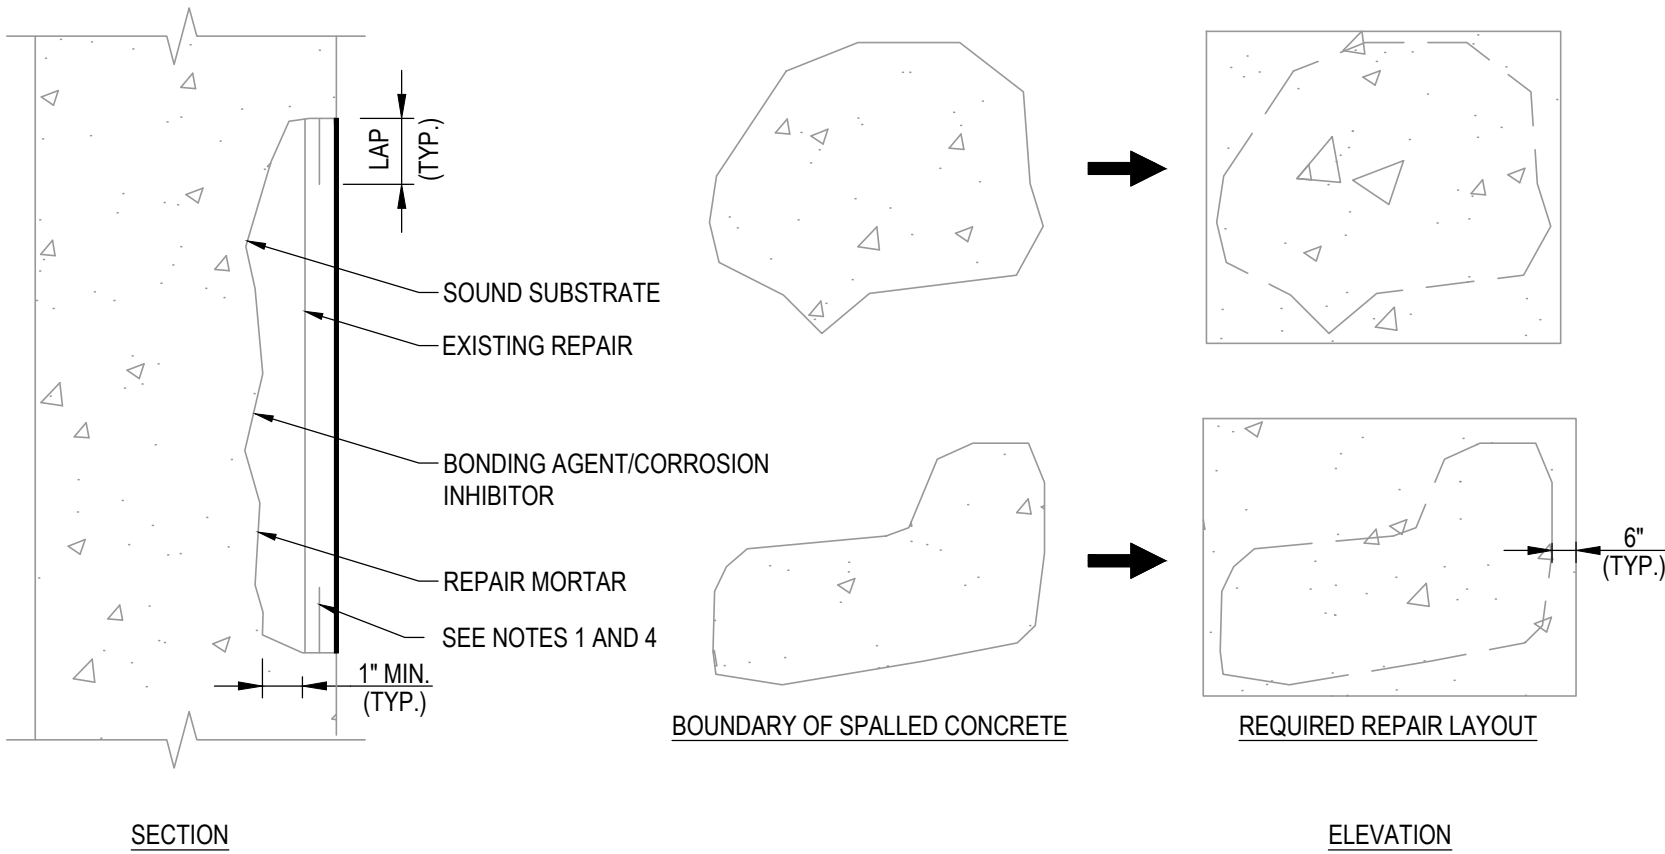 LAP
(TYP.)
SOUND SUBSTRATE
EXISTING REPAIR
BONDING AGENT/CORROSION
INHIBITOR
REPAIR MORTAR
SEE NOTES 1 AND 4
1" MIN.
(TYP.)
6"
(TYP.)
BOUNDARY OF SPALLED CONCRETE
REQUIRED REPAIR LAYOUT
SECTION
ELEVATION